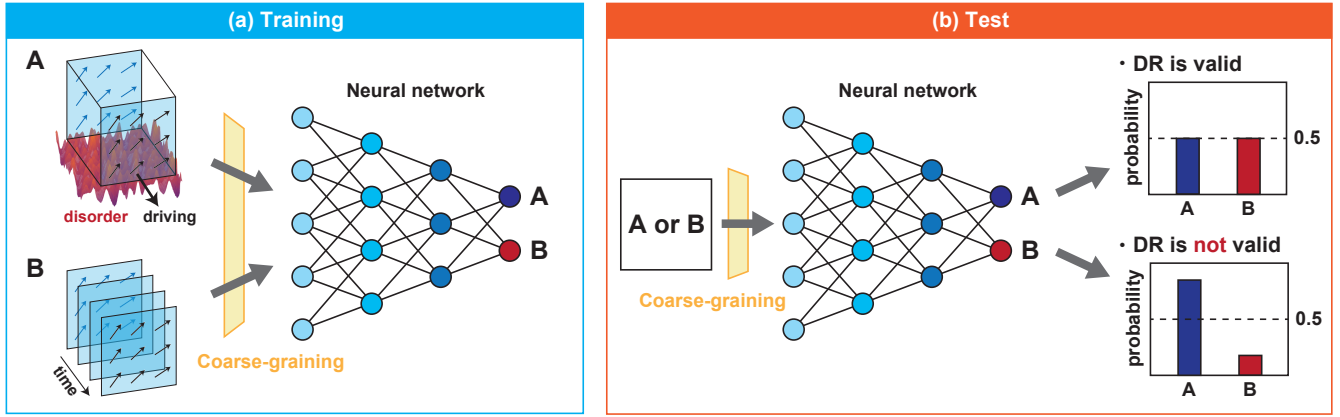 (a) Training
A
disorder
driving
B
time
Coarse-graining
Neural network
A
B
(b) Test
A or B
Coarse-graining
Neural network
A
B
· DR is valid
probability
0.5
A B
· DR is not valid
probability
0.5
A B